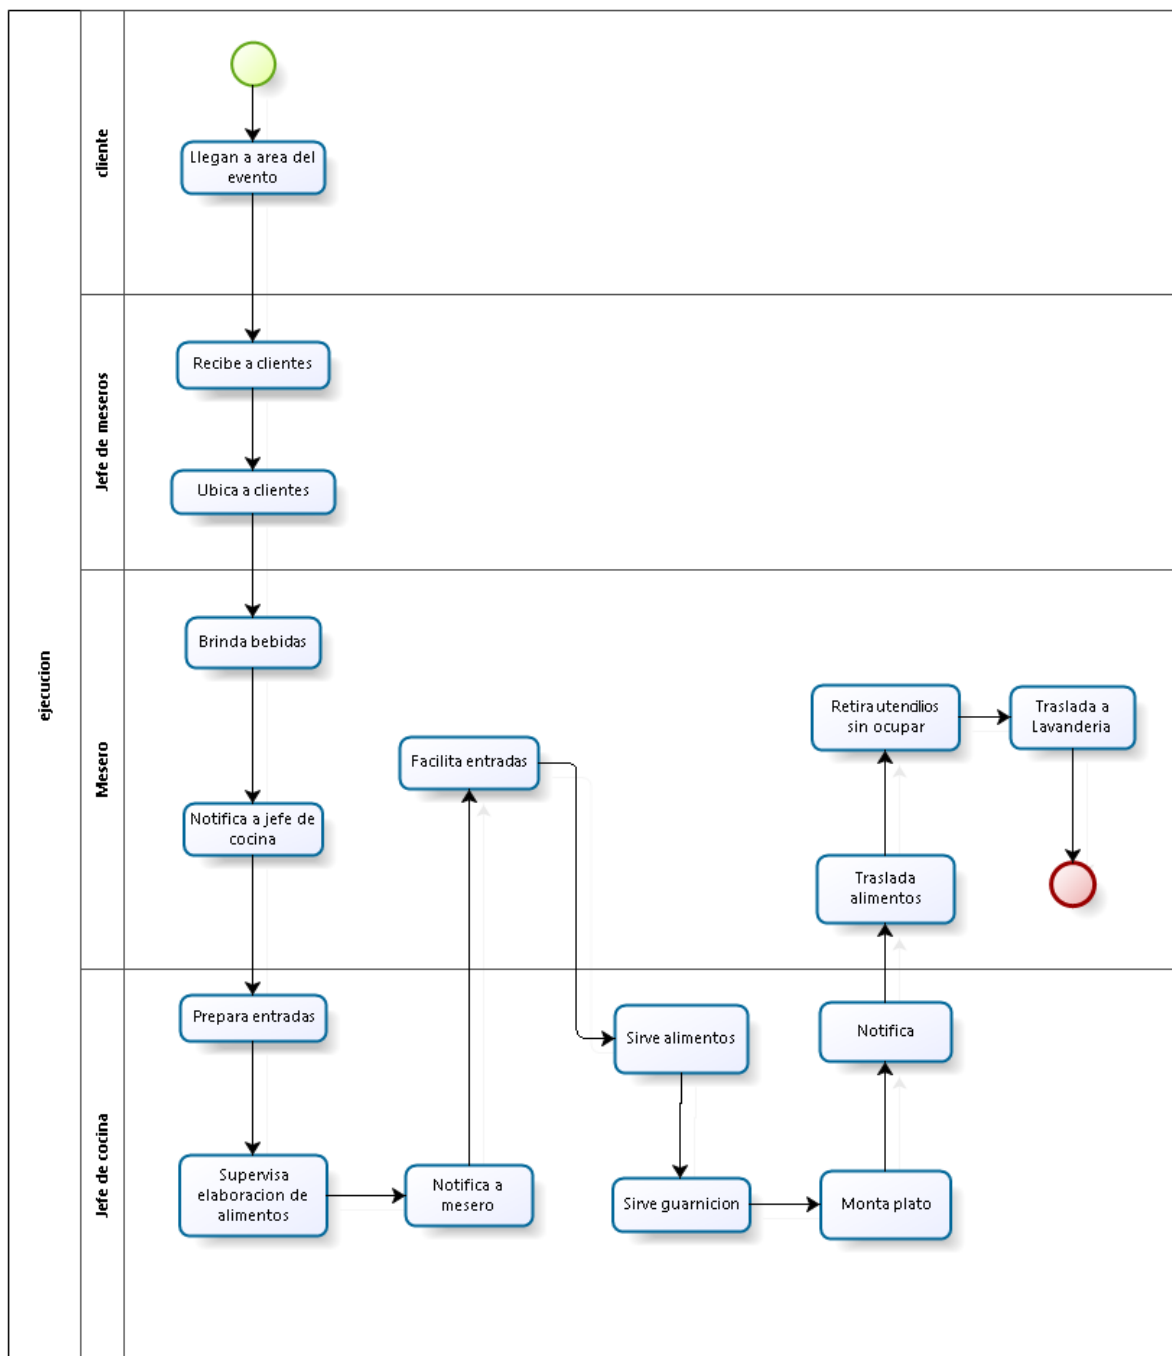 ejecucion
cliente
Llegan a area del
evento
Jefe de meseros
Recibe a clientes
Ubica a clientes
Mesero
Brinda bebidas
Notifica a jefe de
cocina
Facilita entradas
Retira utencilios
sin ocupar
Traslada a
Lavanderia
Traslada
alimentos
Jefe de cocina
Prepara entradas
Supervisa
elaboracion de
alimentos
Notifica a
mesero
Sirve alimentos
Sirve guarnicion
Monta plato
Notifica